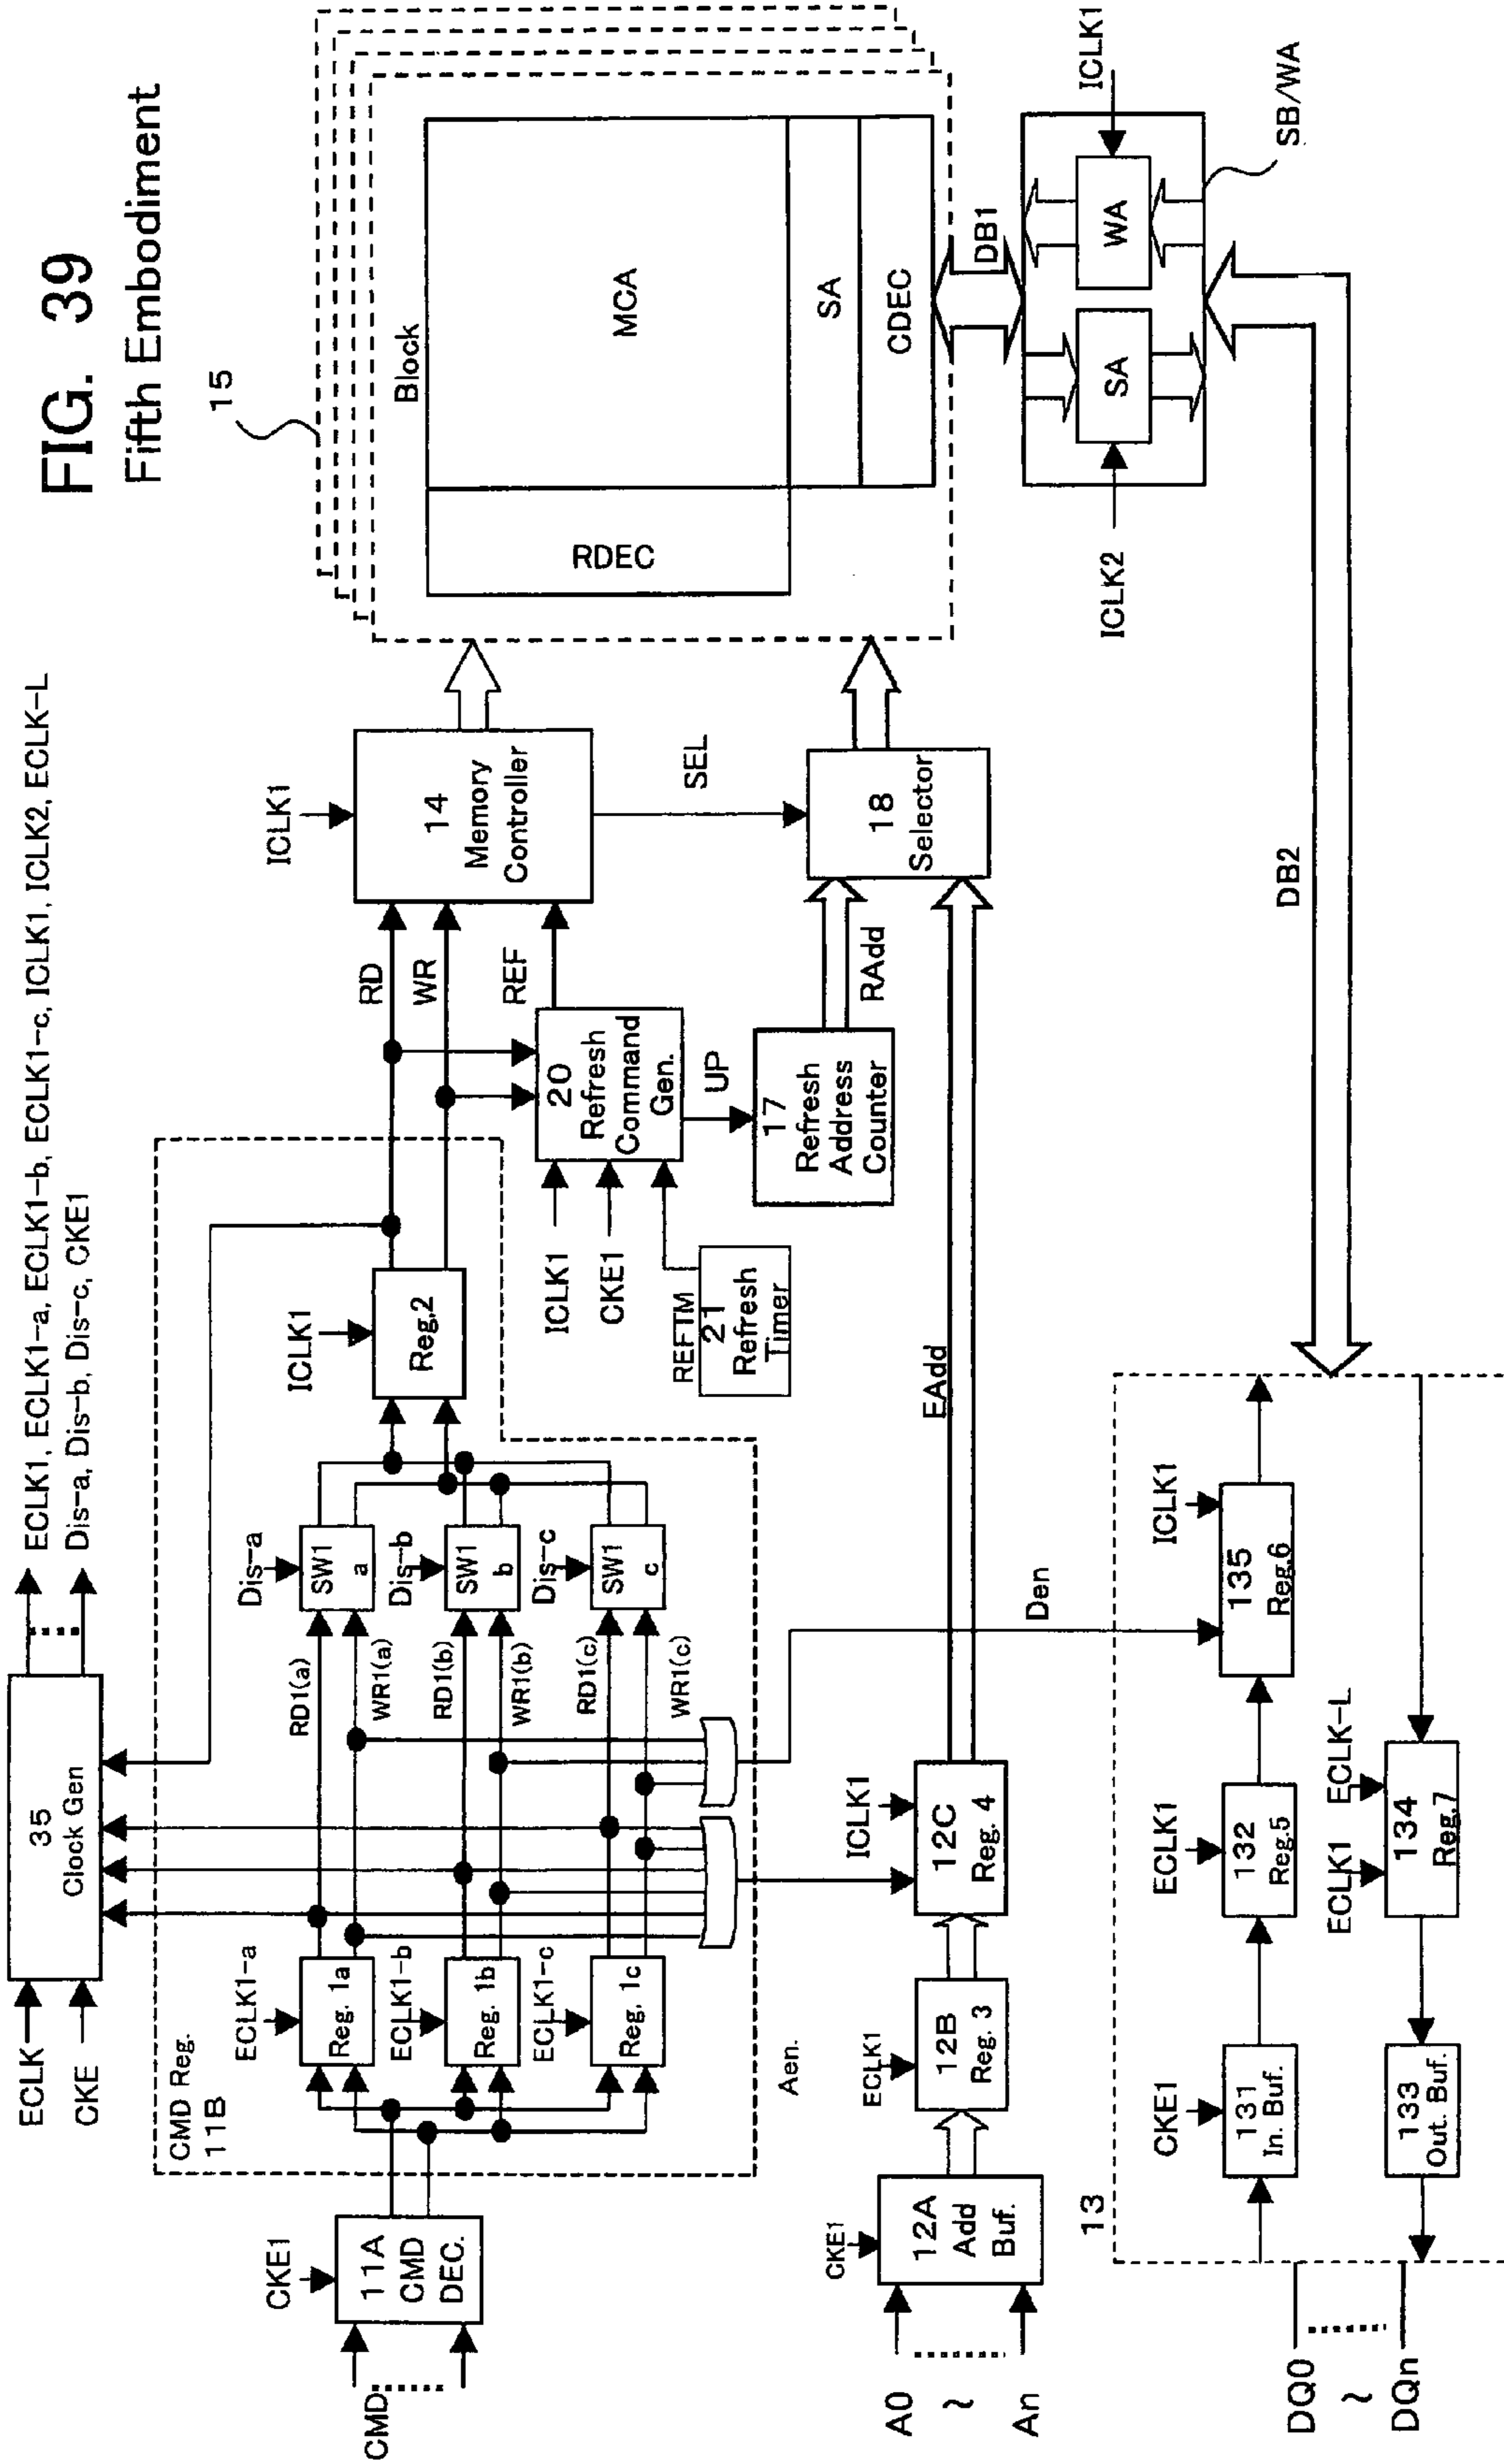 FIG. 39
Fifth Embodiment
ECLK
CKE
35
Clock Gen
ECLK1, ECLK1-a, ECLK1-b, ECLK1-c, ICLK1, ICLK2, ECLK-L
Dis-a, Dis-b, Dis-c, CKE1
CMD Reg.
11B
CMD
CKE1
11A
CMD
DEC.
ECLK1-a
Reg. 1a
ECLK1-b
Reg. 1b
ECLK1-c
Reg. 1c
RD1(a)
WR1(a)
RD1(b)
WR1(b)
RD1(c)
WR1(c)
Dis-a
SW1
a
Dis-b
SW1
b
Dis-c
SW1
c
ICLK1
Reg.2
RD
WR
REF
ICLK1
CKE1
20
Refresh
Command
Gen.
REFTM
21
Refresh
Timer
UP
17
Refresh
Address
Counter
RAdd
ICLK1
14
Memory
Controller
SEL
18
Selector
15
Block
MCA
RDEC
SA
CDEC
DB1
ICLK2
SA
WA
ICLK1
SB/WA
DB2
Aen.
Den
A0
~
An
CKE1
12A
Add
Buf.
ECLK1
12B
Reg. 3
ICLK1
12C
Reg. 4
EAdd
13
DQ0
~
DQn
CKE1
131
In. Buf.
ECLK1
132
Reg.5
ICLK1
135
Reg.6
133
Out. Buf.
ECLK1
ECLK-L
134
Reg.7